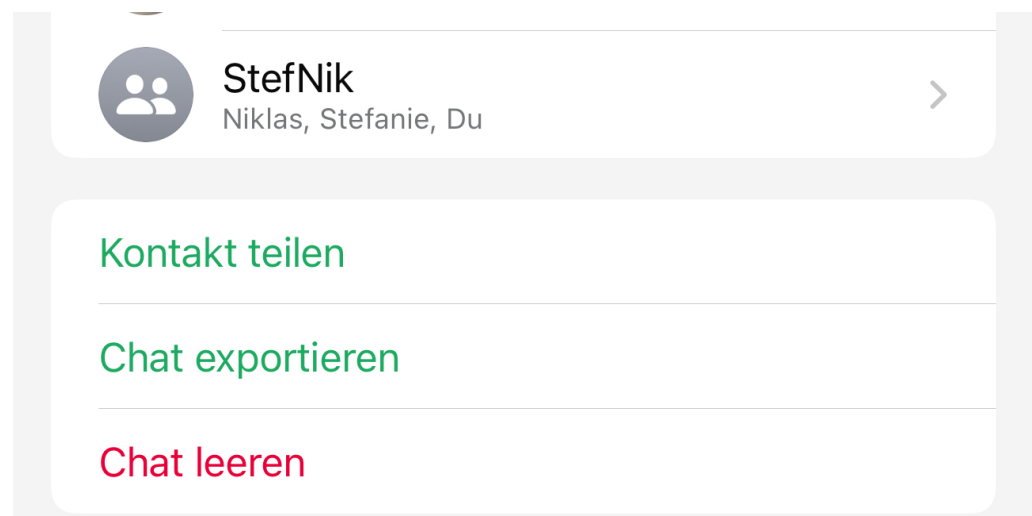 StefNik
Niklas, Stefanie, Du
Kontakt teilen
Chat exportieren
Chat leeren